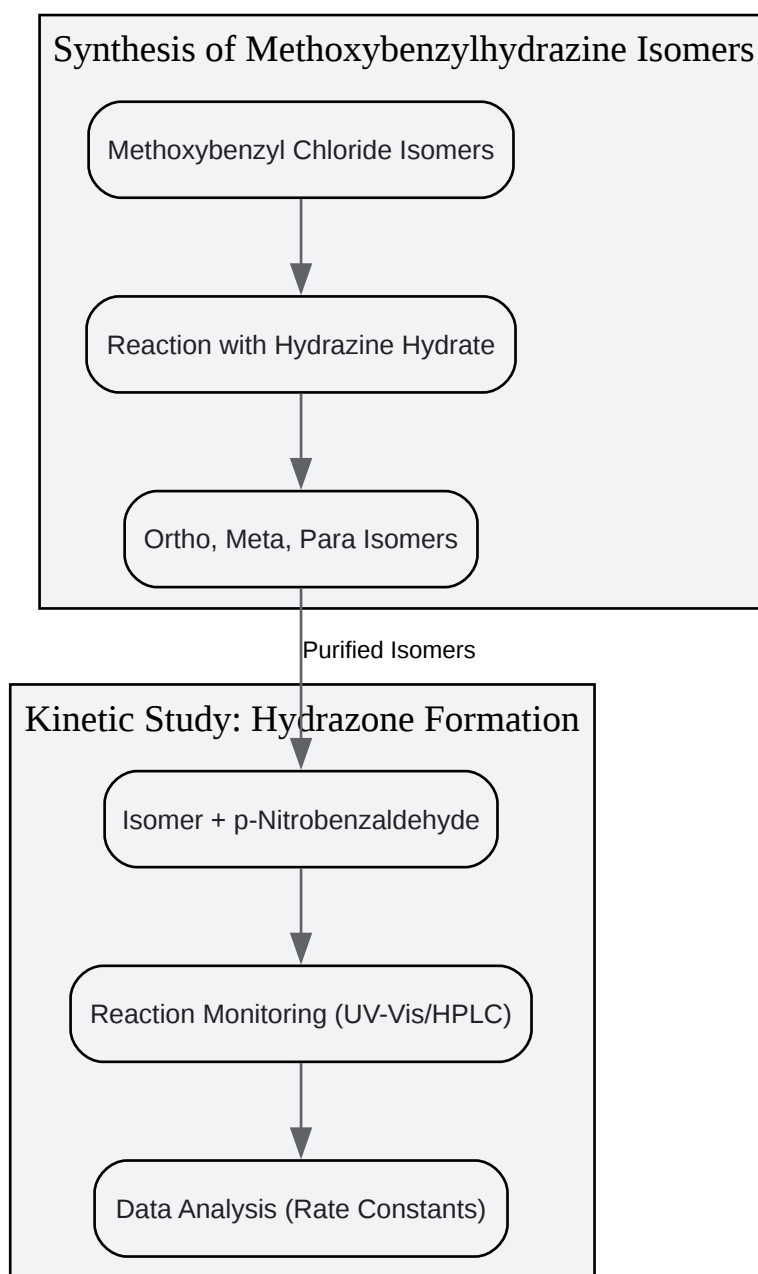 Synthesis of Methoxybenzylhydrazine Isomers
Methoxybenzyl Chloride Isomers
Reaction with Hydrazine Hydrate
Ortho, Meta, Para Isomers
Purified Isomers
Kinetic Study: Hydrazone Formation
Isomer + p-Nitrobenzaldehyde
Reaction Monitoring (UV-Vis/HPLC)
Data Analysis (Rate Constants)